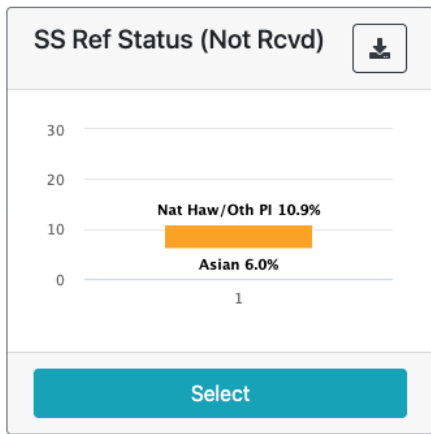 SS Ref Status (Not Rcvd)
30
20
Nat Haw/Oth PI 10.9%
10
Asian 6.0%
0
1
Select